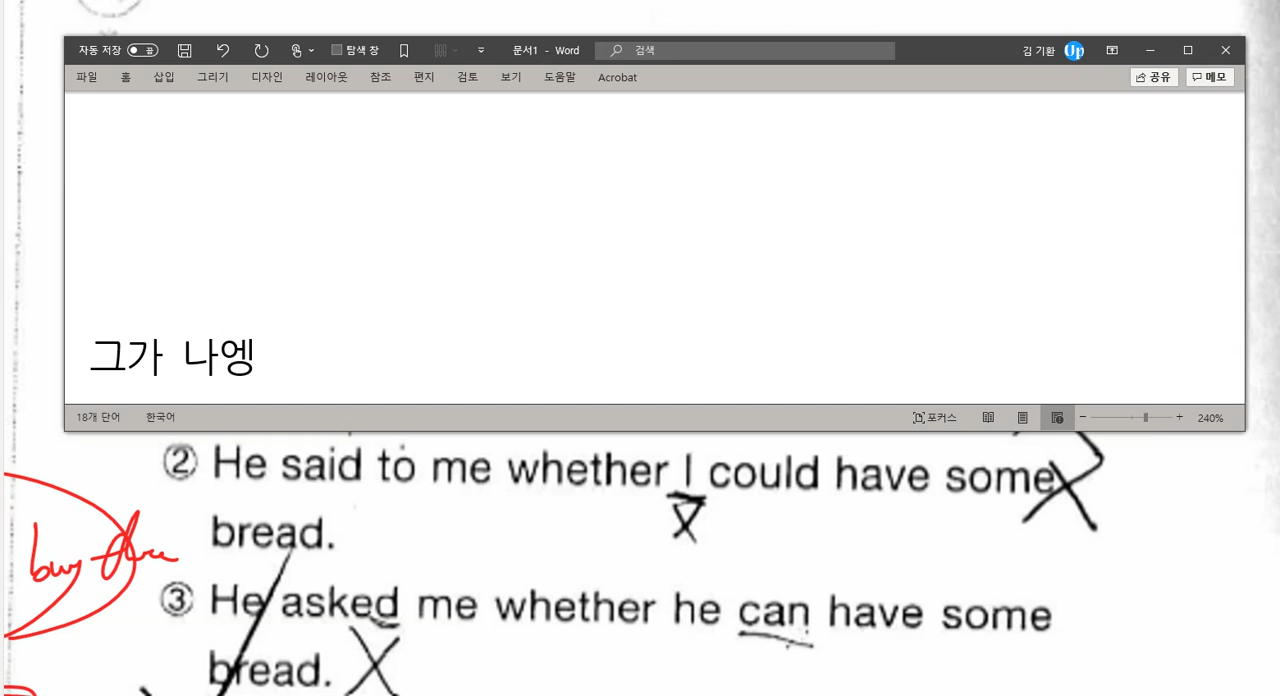 자동 저장 끔 탐색 창 문서1 - Word 검색 김 기환 Up
파일 홈 삽입 그리기 디자인 레이아웃 참조 편지 검토 보기 도움말 Acrobat 공유 메모
그가 나엥
18개 단어 한국어 포커스 240%
② He said to me whether I could have some
bread.
buy
③ He asked me whether he can have some
bread.